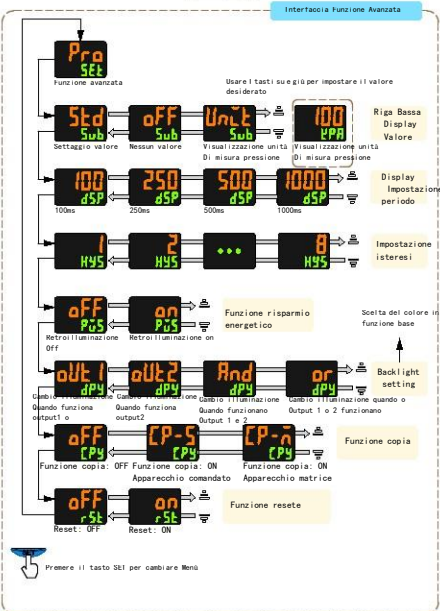 Interfaccia Funzione Avanzata
Pro
SEt
Funzione avanzata
Usare I tasti su e giù per impostare il valore
desiderato
Std
Sub
Settaggio valore
oFF
Sub
Nessun valore
Unit
Sub
Visualizzazione unità
Di misura pressione
100
KPA
Visualizzazione unità
Di misura pressione
Riga Bassa
Display
Valore
100
dSP
100ms
250
dSP
250ms
500
dSP
500ms
1000
dSP
1000ms
Display
Impostazione
periodo
1
HYS
2
HYS
...
8
HYS
Impostazione
isteresi
oFF
PuS
Retroilluminazione
Off
on
PuS
Retroilluminazione on
Funzione risparmio
energetico
Scelta del colore in
funzione base
oUt1
dPY
Cambio illuminazione
Quando funziona
output1 o
oUt2
dPY
Cambio illuminazione
Quando funziona
output2
And
dPY
Cambio illuminazione
Quando funzionano
Output 1 e 2
or
dPY
Cambio illuminazione quando o
Output 1 o 2 funzionano
Backlight
setting
oFF
CPY
Funzione copia: OFF
CP-S
CPY
Funzione copia: ON
Apparecchio comandato
CP-m
CPY
Funzione copia: ON
Apparecchio matrice
Funzione copia
oFF
rSt
Reset: OFF
on
rSt
Reset: ON
Funzione resete
Premere il tasto SET per cambiare Menù